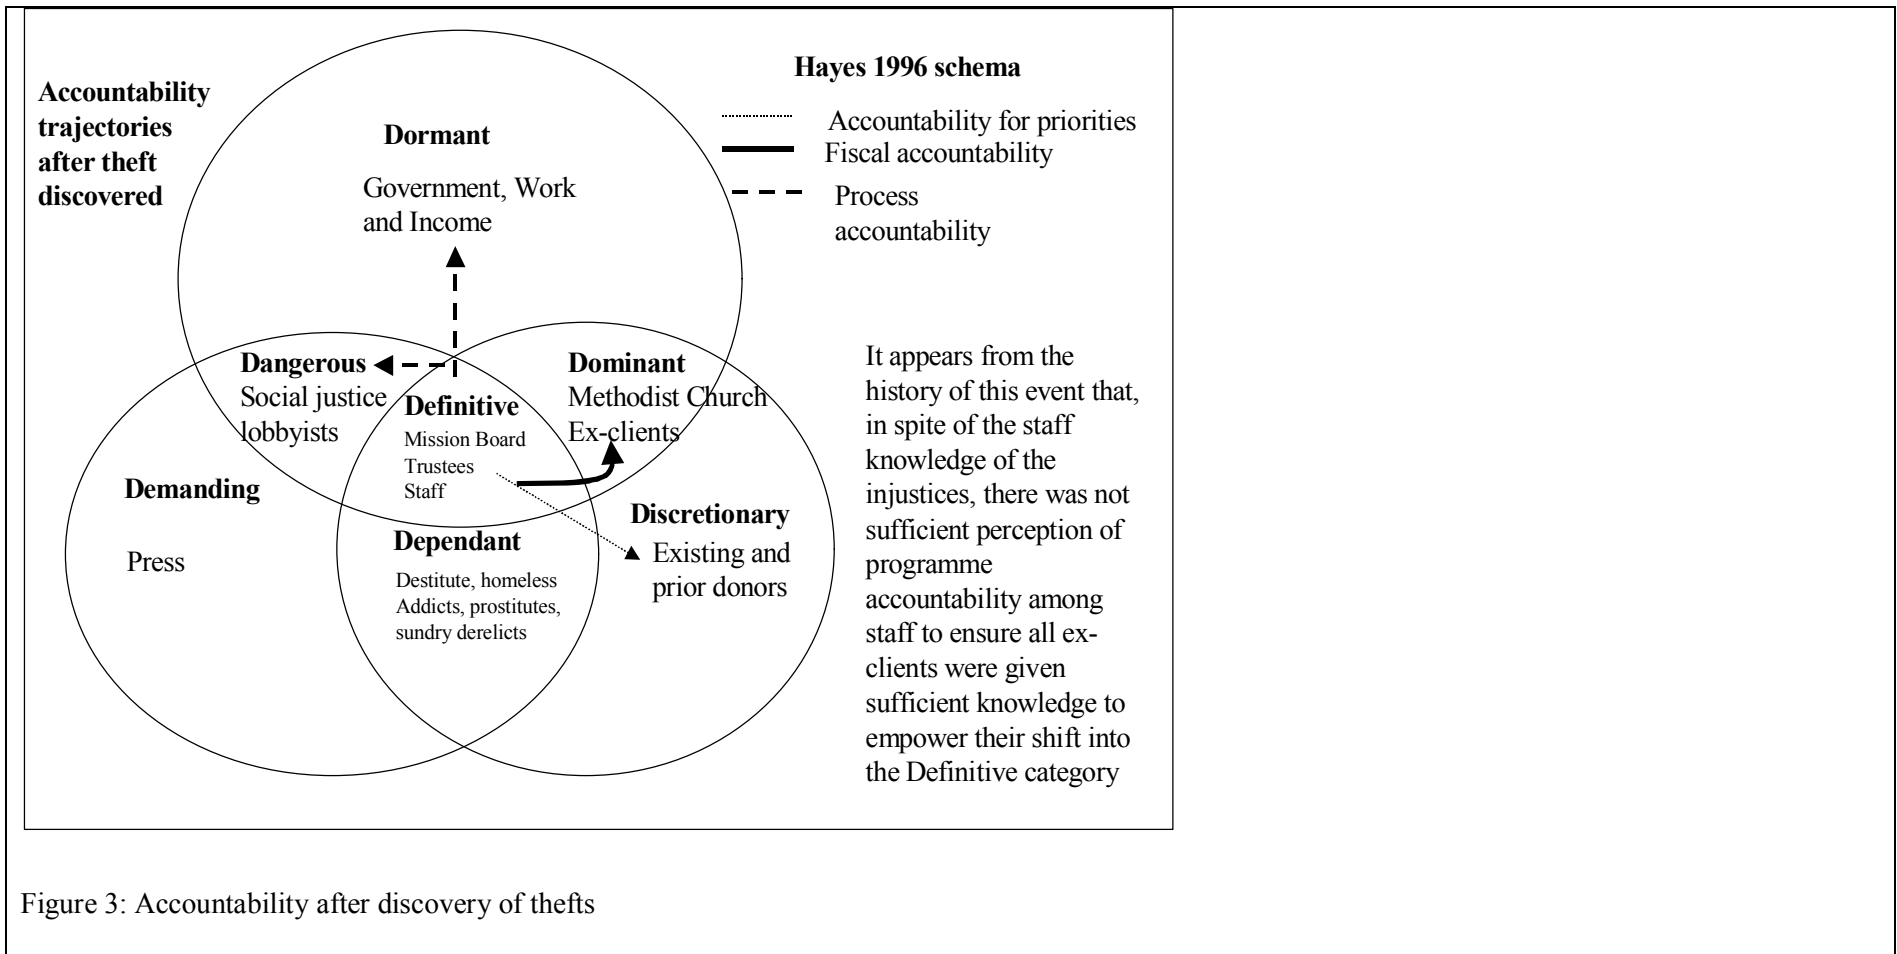 Accountability
trajectories
after theft
discovered
Hayes 1996 schema
Accountability for priorities
Fiscal accountability
Process
accountability
Dormant
Government, Work
and Income
Dangerous
Social justice
lobbyists
Definitive
Mission Board
Trustees
Staff
Dominant
Methodist Church
Ex-clients
Demanding
Press
Dependant
Destitute, homeless
Addicts, prostitutes,
sundry derelicts
Discretionary
Existing and
prior donors
It appears from the
history of this event that,
in spite of the staff
knowledge of the
injustices, there was not
sufficient perception of
programme
accountability among
staff to ensure all ex-
clients were given
sufficient knowledge to
empower their shift into
the Definitive category
Figure 3: Accountability after discovery of thefts